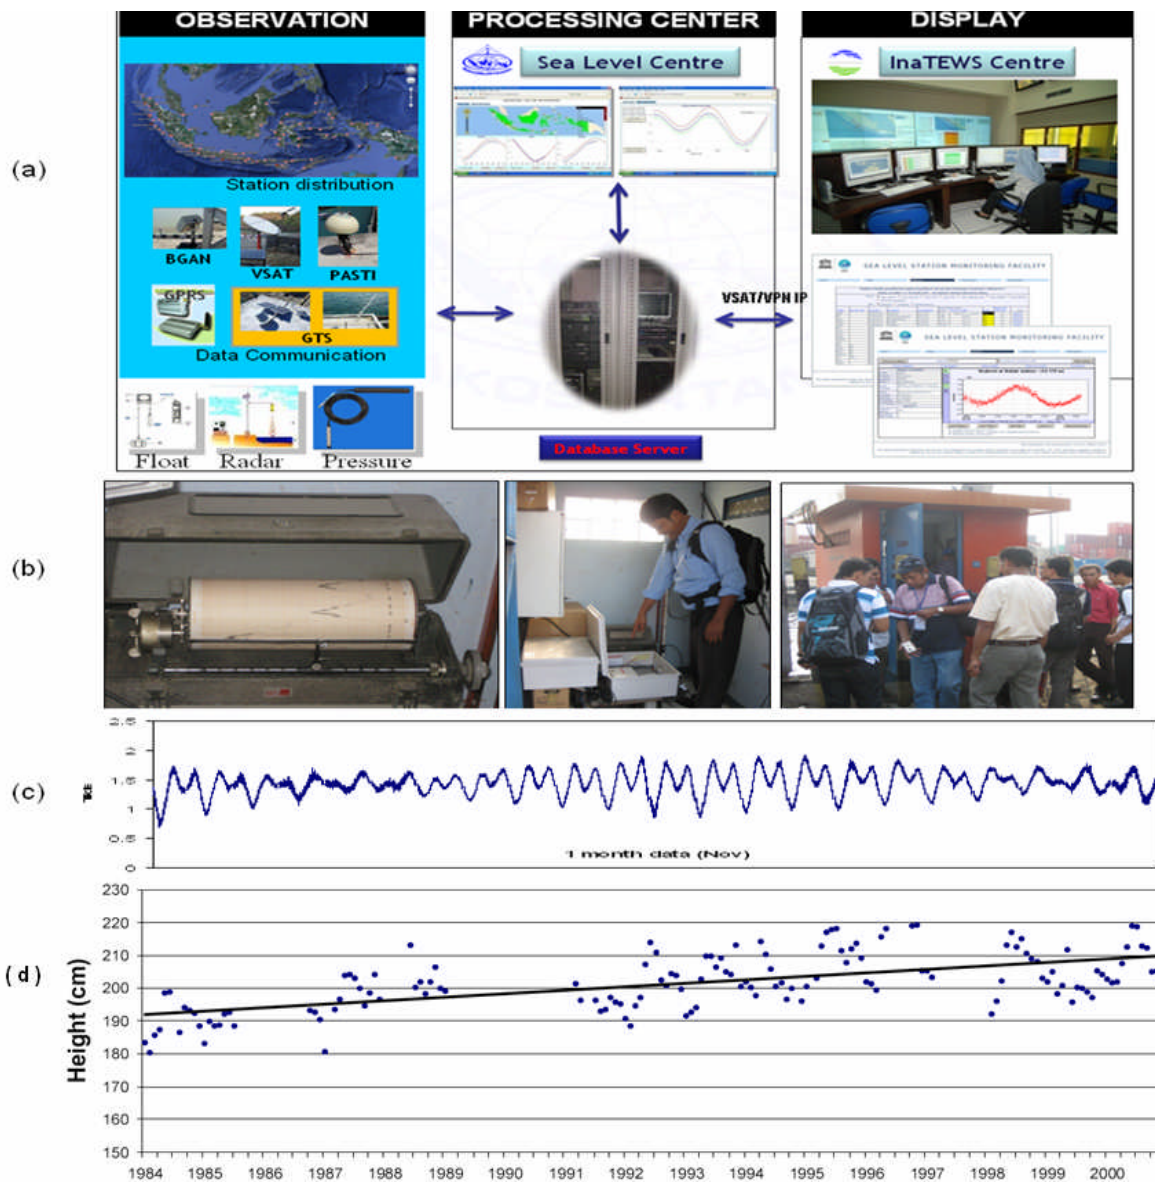 OBSERVATION
PROCESSING CENTER
DISPLAY
Sea Level Centre
InaTEWS Centre
(a)
Station distribution
BGAN
VSAT
PASTI
GPRS
GTS
Data Communication
VSAT/VPN IP
SEA LEVEL STATION MONITORING FACILITY
SEA LEVEL STATION MONITORING FACILITY
Float
Radar
Pressure
Database Server
(b)
(c)
2.5
2
1.5
1
0.5
0
1 month data (Nov)
(d)
Height (cm)
230
220
210
200
190
180
170
160
150
1984 1985 1986 1987 1988 1989 1990 1991 1992 1993 1994 1995 1996 1997 1998 1999 2000